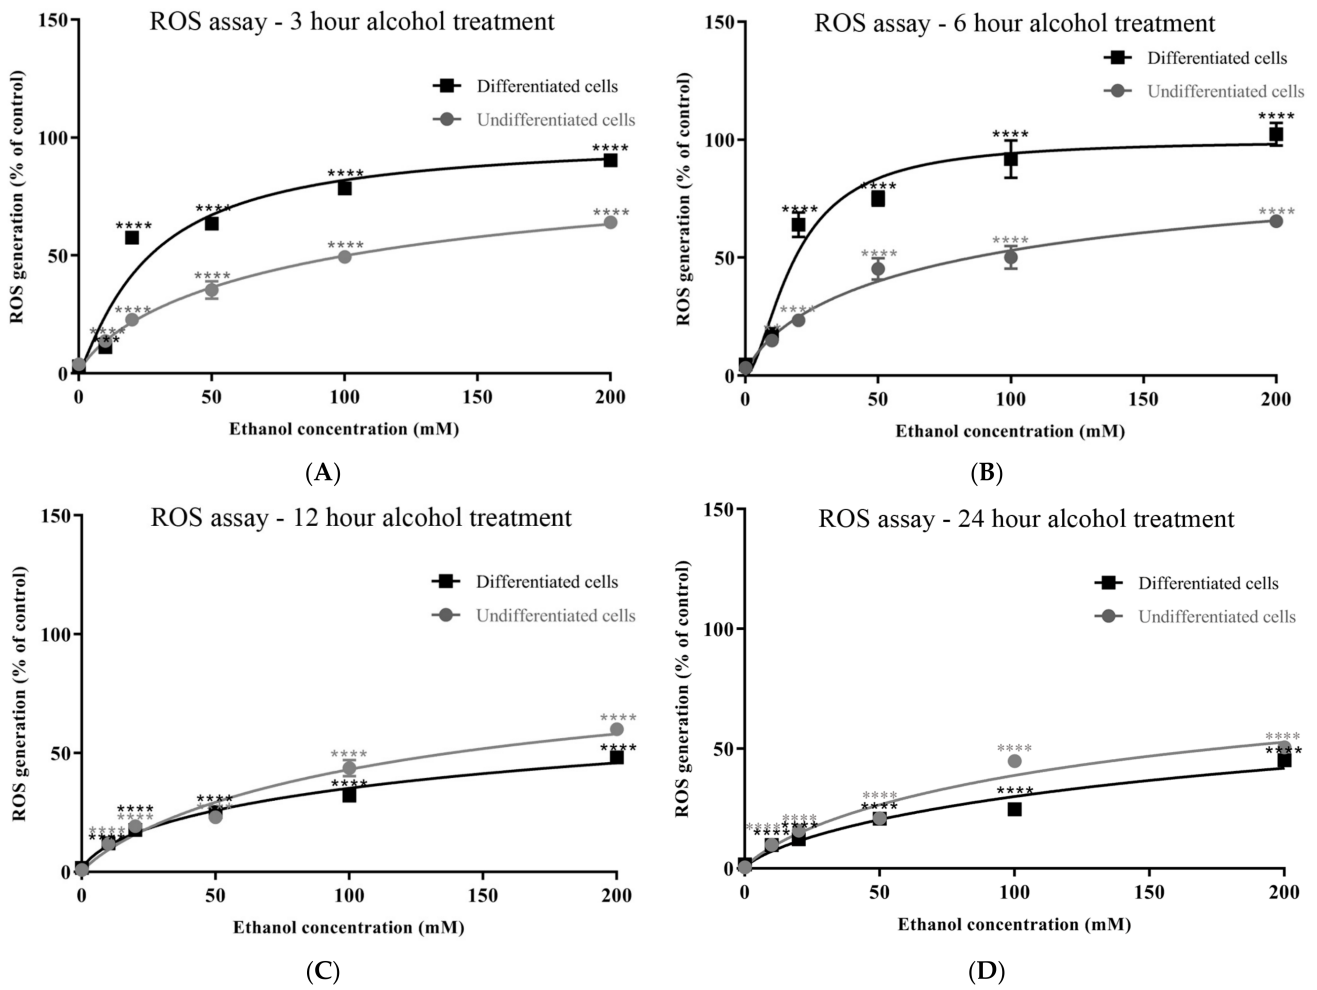 ROS assay - 3 hour alcohol treatment
150
100
50
0
ROS generation (% of control)
Differentiated cells
Undifferentiated cells
****
****
****
****
****
****
****
****
****
****
0 50 100 150 200
Ethanol concentration (mM)
(A)
ROS assay - 6 hour alcohol treatment
150
100
50
0
ROS generation (% of control)
Differentiated cells
Undifferentiated cells
****
****
****
****
****
****
****
****
**
0 50 100 150 200
Ethanol concentration (mM)
(B)
ROS assay - 12 hour alcohol treatment
150
100
50
0
ROS generation (% of control)
Differentiated cells
Undifferentiated cells
****
****
****
****
****
****
****
****
****
****
0 50 100 150 200
Ethanol concentration (mM)
(C)
ROS assay - 24 hour alcohol treatment
150
100
50
0
ROS generation (% of control)
Differentiated cells
Undifferentiated cells
****
****
****
****
****
****
****
****
****
****
0 50 100 150 200
Ethanol concentration (mM)
(D)